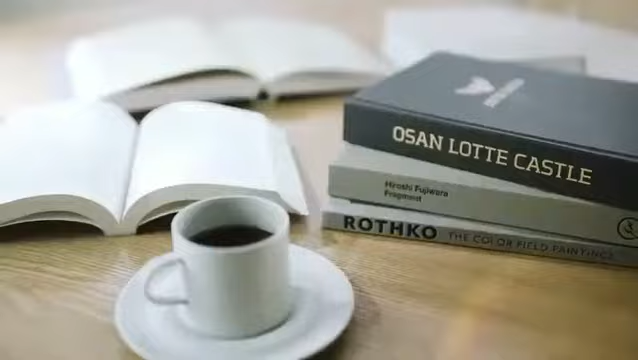 OSAN LOTTE CASTLE
Hiroshi Fujiwara
Fragment
ROTHKO THE COLOR FIELD PAINTINGS